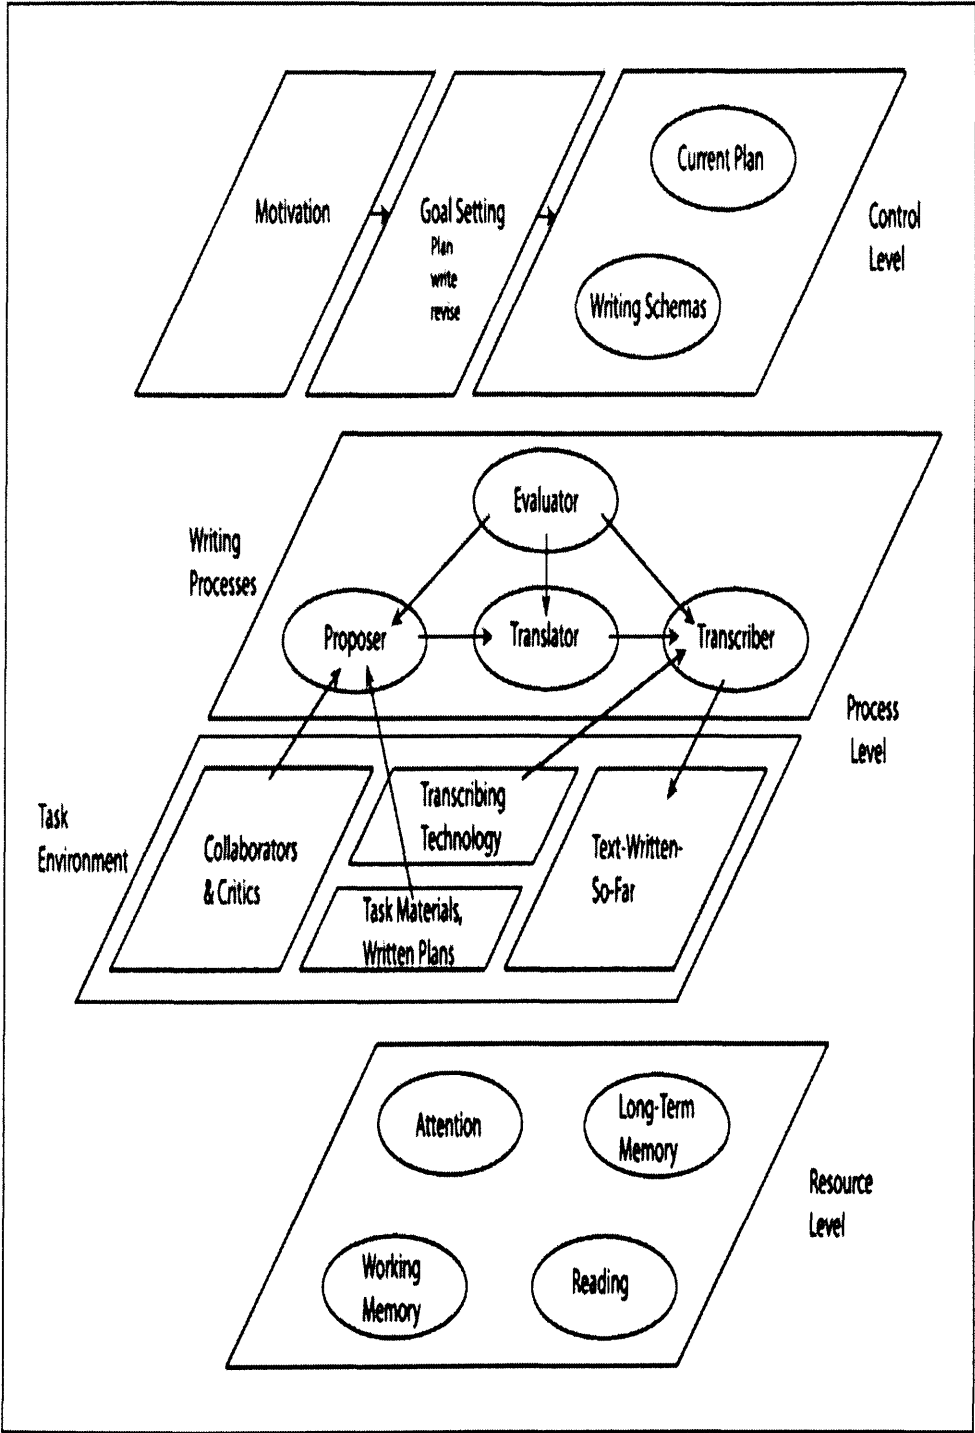 Current Plan
Motivation
Goal Setting
Plan
write
revise
Control
Level
Writing Schemas
Evaluator
Writing
Processes
Proposer
Translator
Transcriber
Process
Level
Task
Environment
Collaborators
& Critics
Transcribing
Technology
Text-Written-
So-Far
Task Materials,
Written Plans
Attention
Long-Term
Memory
Resource
Level
Working
Memory
Reading